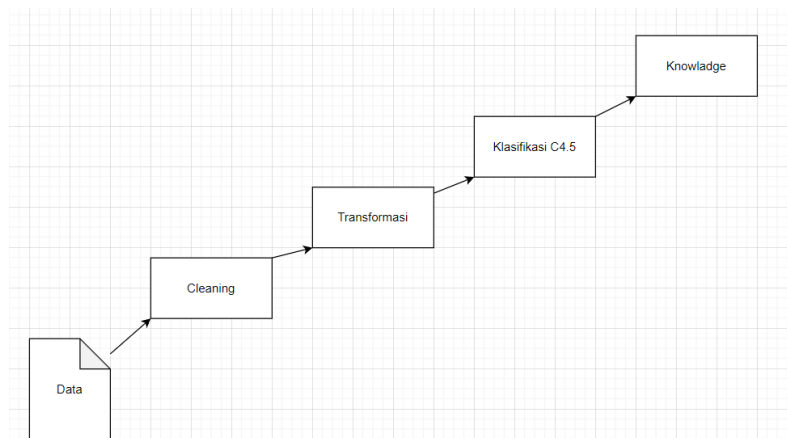 Knowladge
Klasifikasi C4.5
Transformasi
Cleaning
Data